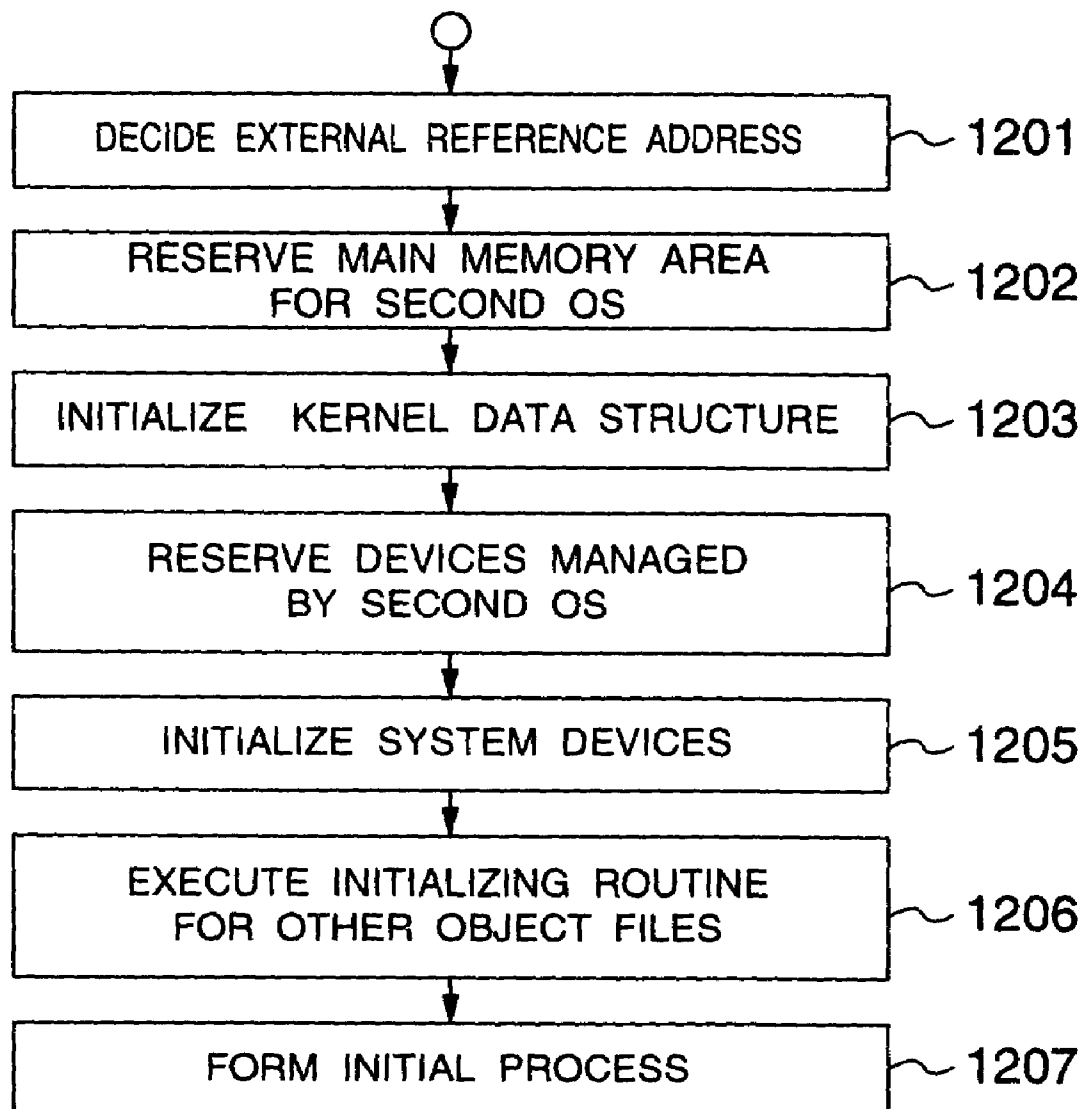 DECIDE EXTERNAL REFERENCE ADDRESS
1201
RESERVE MAIN MEMORY AREA
FOR SECOND OS
1202
INITIALIZE KERNEL DATA STRUCTURE
1203
RESERVE DEVICES MANAGED
BY SECOND OS
1204
INITIALIZE SYSTEM DEVICES
1205
EXECUTE INITIALIZING ROUTINE
FOR OTHER OBJECT FILES
1206
FORM INITIAL PROCESS
1207